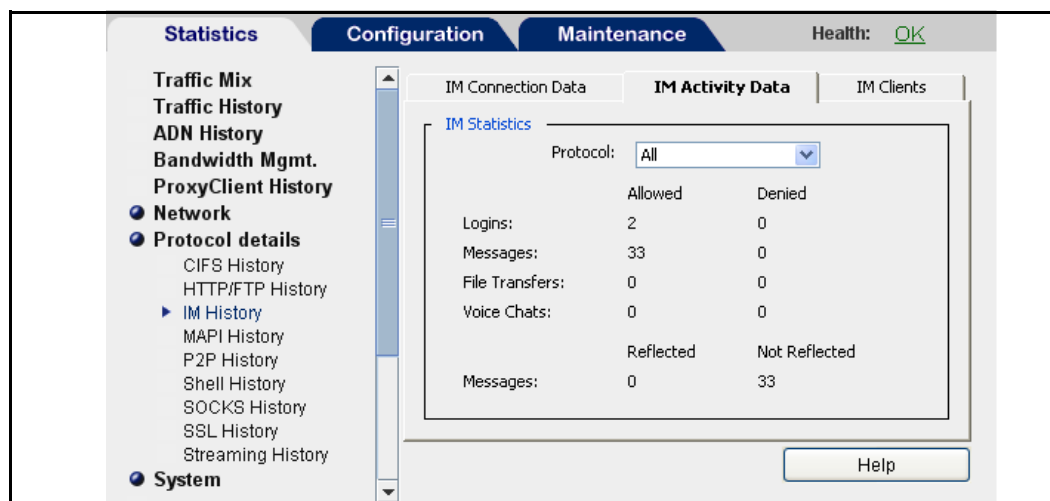 Statistics Configuration Maintenance Health: OK
Traffic Mix
Traffic History
ADN History
Bandwidth Mgmt.
ProxyClient History
Network
Protocol details
CIFS History
HTTP/FTP History
IM History
MAPI History
P2P History
Shell History
SOCKS History
SSL History
Streaming History
System
IM Connection Data IM Activity Data IM Clients
IM Statistics
Protocol: All
Allowed Denied
Logins: 2 0
Messages: 33 0
File Transfers: 0 0
Voice Chats: 0 0
Reflected Not Reflected
Messages: 0 33
Help